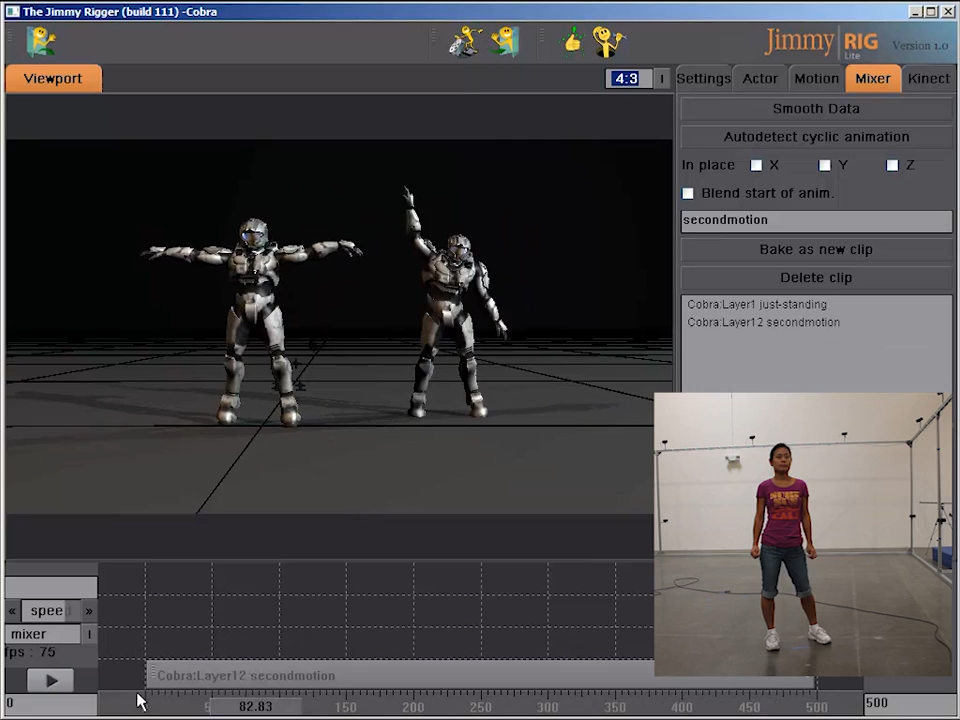 The Jimmy Rigger (build 111) -Cobra
Jimmy RIG Lite Version 1.0
Viewport
4:3
Settings Actor Motion Mixer Kinect
Smooth Data
Autodetect cyclic animation
In place X Y Z
Blend start of anim.
secondmotion
Bake as new clip
Delete clip
Cobra:Layer1 just-standing
Cobra:Layer12 secondmotion
« spee »
mixer
fps : 75
Cobra:Layer12 secondmotion
0 82.83 150 200 250 300 350 400 450 500 500